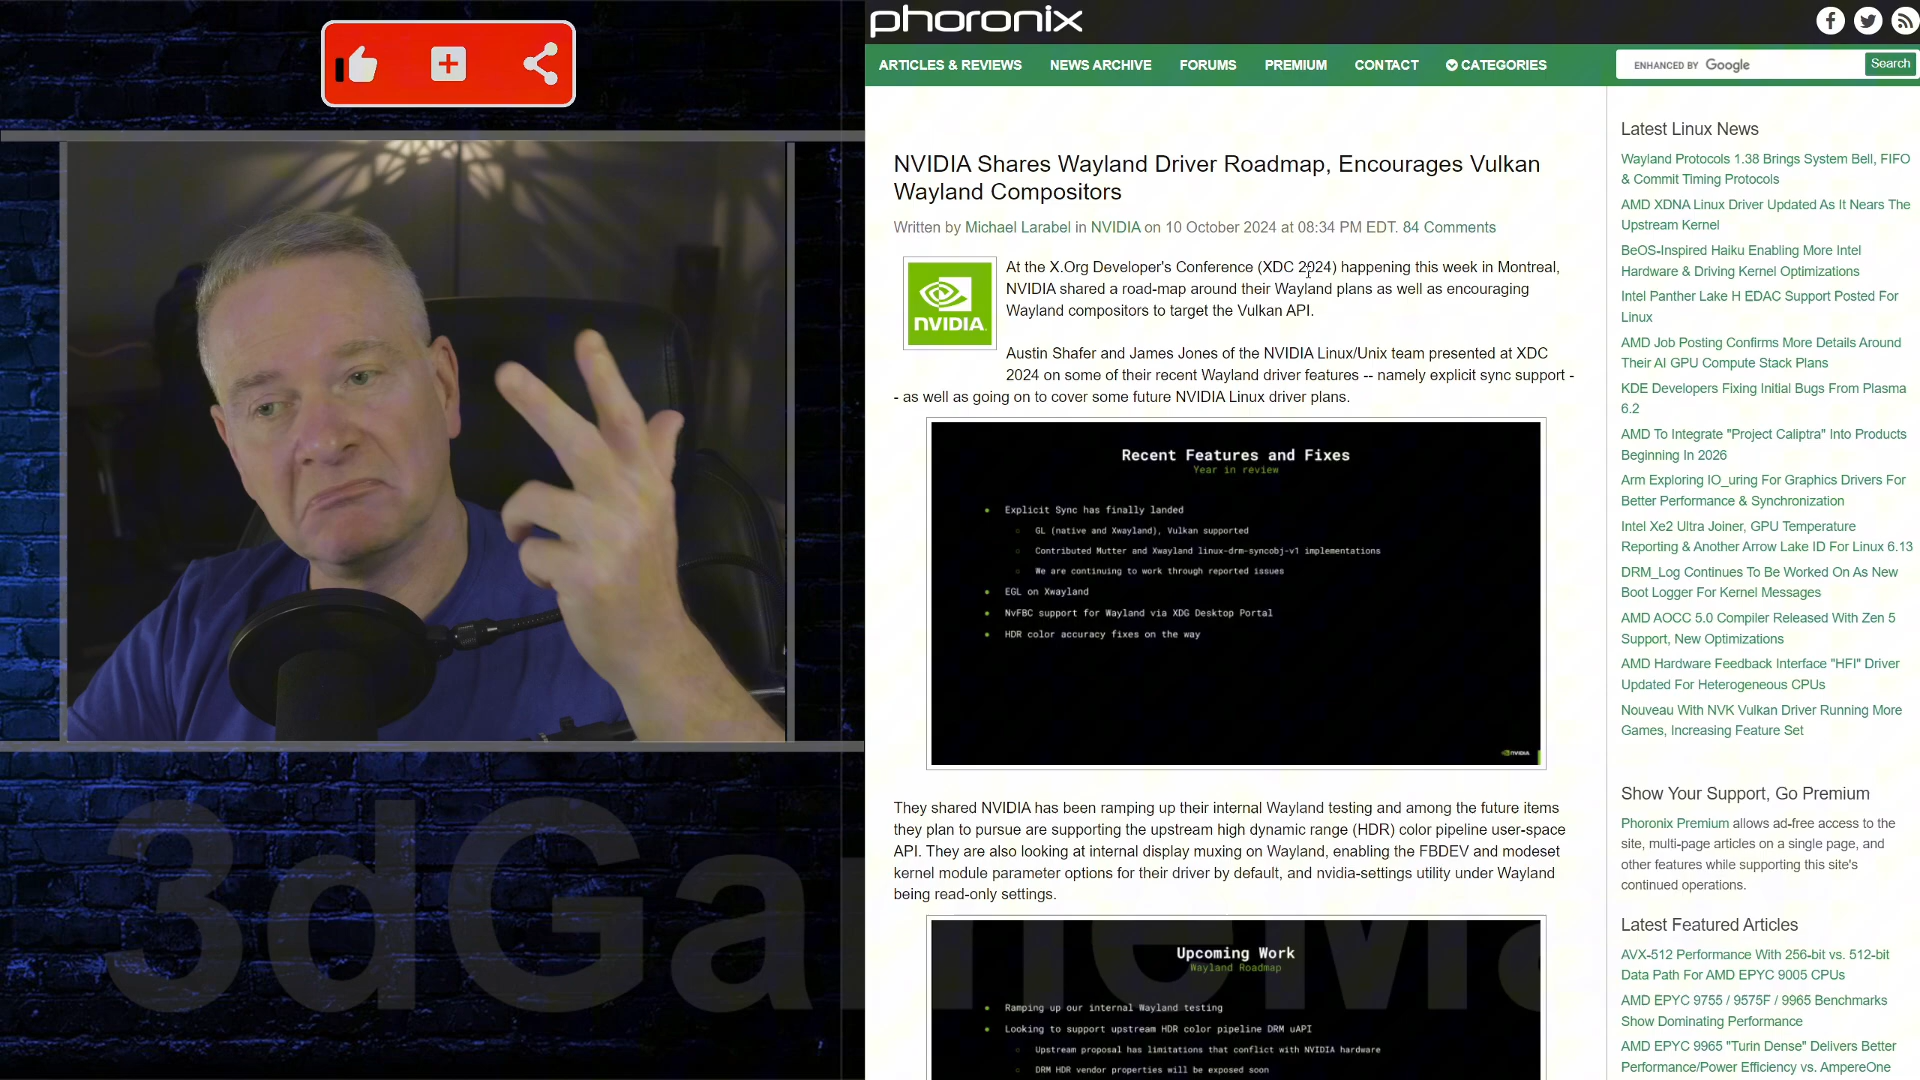 phoronix
ARTICLES & REVIEWS
NEWS ARCHIVE
FORUMS
PREMIUM
CONTACT
CATEGORIES
ENHANCED BY Google
Search
NVIDIA Shares Wayland Driver Roadmap, Encourages Vulkan
Wayland Compositors
Written by Michael Larabel in NVIDIA on 10 October 2024 at 08:34 PM EDT. 84 Comments
NVIDIA.
At the X.Org Developer's Conference (XDC 2024) happening this week in Montreal,
NVIDIA shared a road-map around their Wayland plans as well as encouraging
Wayland compositors to target the Vulkan API.
Austin Shafer and James Jones of the NVIDIA Linux/Unix team presented at XDC
2024 on some of their recent Wayland driver features -- namely explicit sync support -
- as well as going on to cover some future NVIDIA Linux driver plans.
Recent Features and Fixes
Year in review
Explicit Sync has finally landed
GL (native and Xwayland), Vulkan supported
Contributed Mutter and Xwayland linux-drm-syncobj-v1 implementations
We are continuing to work through reported issues
EGL on Xwayland
NvFBC support for Wayland via XDG Desktop Portal
HDR color accuracy fixes on the way
NVIDIA
They shared NVIDIA has been ramping up their internal Wayland testing and among the future items
they plan to pursue are supporting the upstream high dynamic range (HDR) color pipeline user-space
API. They are also looking at internal display muxing on Wayland, enabling the FBDEV and modeset
kernel module parameter options for their driver by default, and nvidia-settings utility under Wayland
being read-only settings.
Upcoming Work
Wayland Roadmap
Ramping up our internal Wayland testing
Looking to support upstream HDR color pipeline DRM uAPI
Upstream proposal has limitations that conflict with NVIDIA hardware
DRM HDR vendor properties will be exposed soon
Latest Linux News
Wayland Protocols 1.38 Brings System Bell, FIFO
& Commit Timing Protocols
AMD XDNA Linux Driver Updated As It Nears The
Upstream Kernel
BeOS-Inspired Haiku Enabling More Intel
Hardware & Driving Kernel Optimizations
Intel Panther Lake H EDAC Support Posted For
Linux
AMD Job Posting Confirms More Details Around
Their AI GPU Compute Stack Plans
KDE Developers Fixing Initial Bugs From Plasma
6.2
AMD To Integrate "Project Caliptra" Into Products
Beginning In 2026
Arm Exploring IO_uring For Graphics Drivers For
Better Performance & Synchronization
Intel Xe2 Ultra Joiner, GPU Temperature
Reporting & Another Arrow Lake ID For Linux 6.13
DRM_Log Continues To Be Worked On As New
Boot Logger For Kernel Messages
AMD AOCC 5.0 Compiler Released With Zen 5
Support, New Optimizations
AMD Hardware Feedback Interface "HFI" Driver
Updated For Heterogeneous CPUs
Nouveau With NVK Vulkan Driver Running More
Games, Increasing Feature Set
Show Your Support, Go Premium
Phoronix Premium allows ad-free access to the
site, multi-page articles on a single page, and
other features while supporting this site's
continued operations.
Latest Featured Articles
AVX-512 Performance With 256-bit vs. 512-bit
Data Path For AMD EPYC 9005 CPUs
AMD EPYC 9755 / 9575F / 9965 Benchmarks
Show Dominating Performance
AMD EPYC 9965 "Turin Dense" Delivers Better
Performance/Power Efficiency vs. AmpereOne
3dGameMa